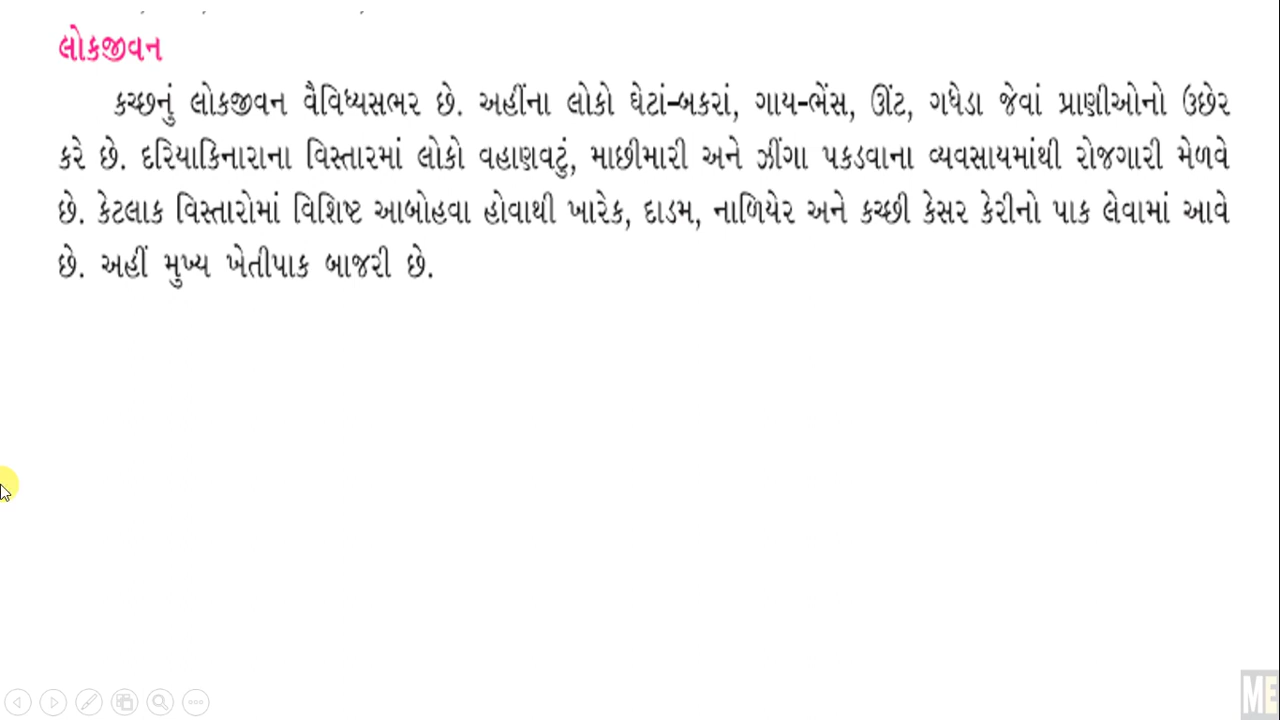 લોકજીવન
કચ્છનું લોકજીવન વૈવિધ્યસભર છે. અહીંના લોકો ઘેટાં-બકરાં, ગાય-ભેંસ, ઊંટ, ગધેડા જેવાં પ્રાણીઓનો ઉછેર
કરે છે. દરિયાકિનારાના વિસ્તારમાં લોકો વહાણવટું, માછીમારી અને ઝીંગા પકડવાના વ્યવસાયમાંથી રોજગારી મેળવે
છે. કેટલાક વિસ્તારોમાં વિશિષ્ટ આબોહવા હોવાથી ખારેક, દાડમ, નાળિયેર અને કચ્છી કેસર કેરીનો પાક લેવામાં આવે
છે. અહીં મુખ્ય ખેતીપાક બાજરી છે.
ME